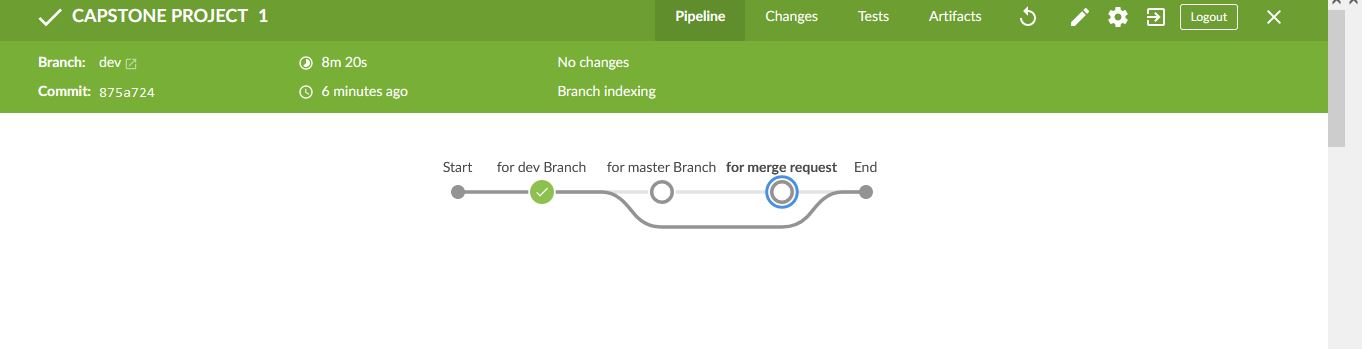 CAPSTONE PROJECT 1 Pipeline Changes Tests Artifacts Logout
Branch: dev 8m 20s No changes
Commit: 875a724 6 minutes ago Branch indexing
Start for dev Branch for master Branch for merge request End